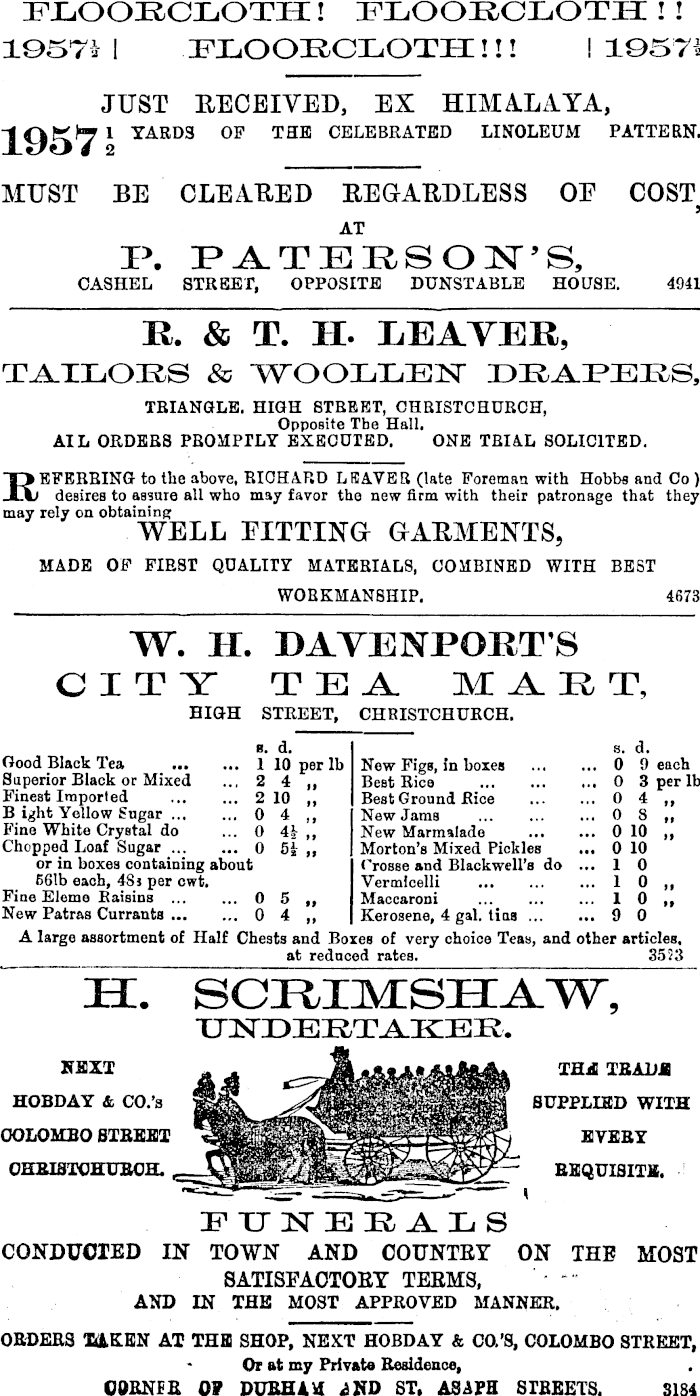 FLOORCLOTH! FLOORCLOTH!!
1957½ | FLOORCLOTH!!! | 1957½
JUST RECEIVED, EX HIMALAYA,
1957½ YARDS OF THE CELEBRATED LINOLEUM PATTERN.
MUST BE CLEARED REGARDLESS OF COST,
AT
P. PATERSON'S,
CASHEL STREET, OPPOSITE DUNSTABLE HOUSE. 4941
R. & T. H. LEAVER,
TAILORS & WOOLLEN DRAPERS,
TRIANGLE, HIGH STREET, CHRISTCHURCH,
Opposite The Hall.
ALL ORDERS PROMPTLY EXECUTED. ONE TRIAL SOLICITED.
REFERRING to the above, RICHARD LEAVER (late Foreman with Hobbs and Co)
desires to assure all who may favor the new firm with their patronage that they
may rely on obtaining
WELL FITTING GARMENTS,
MADE OF FIRST QUALITY MATERIALS, COMBINED WITH BEST
WORKMANSHIP. 4673
W. H. DAVENPORT'S
CITY TEA MART,
HIGH STREET, CHRISTCHURCH.
s. d.
Good Black Tea ... ... 1 10 per lb
Superior Black or Mixed ... 2 4 „
Finest Imported ... ... 2 10 „
Bright Yellow Sugar ... ... 0 4 „
Fine White Crystal do ... 0 4½ „
Chopped Loaf Sugar ... ... 0 5½ „
or in boxes containing about
56lb each, 48s per cwt.
Fine Eleme Raisins ... ... 0 5 „
New Patras Currants ... ... 0 4 „
s. d.
New Figs, in boxes ... ... 0 9 each
Best Rice ... ... ... 0 3 per lb
Best Ground Rice ... ... 0 4 „
New Jams ... ... ... 0 8 „
New Marmalade ... ... 0 10 „
Morton's Mixed Pickles ... 0 10
Crosse and Blackwell's do ... 1 0
Vermicelli ... ... ... 1 0 „
Maccaroni ... ... ... 1 0 „
Kerosene, 4 gal. tins ... ... 9 0
A large assortment of Half Chests and Boxes of very choice Teas, and other articles,
at reduced rates. 3523
H. SCRIMSHAW,
UNDERTAKER.
NEXT
HOBDAY & CO.'s
COLOMBO STREET
CHRISTCHURCH.
THE TRADE
SUPPLIED WITH
EVERY
REQUISITE.
FUNERALS
CONDUCTED IN TOWN AND COUNTRY ON THE MOST
SATISFACTORY TERMS,
AND IN THE MOST APPROVED MANNER.
ORDERS TAKEN AT THE SHOP, NEXT HOBDAY & CO.'S, COLOMBO STREET,
Or at my Private Residence,
CORNER OF DURHAM AND ST. ASAPH STREETS. 3184